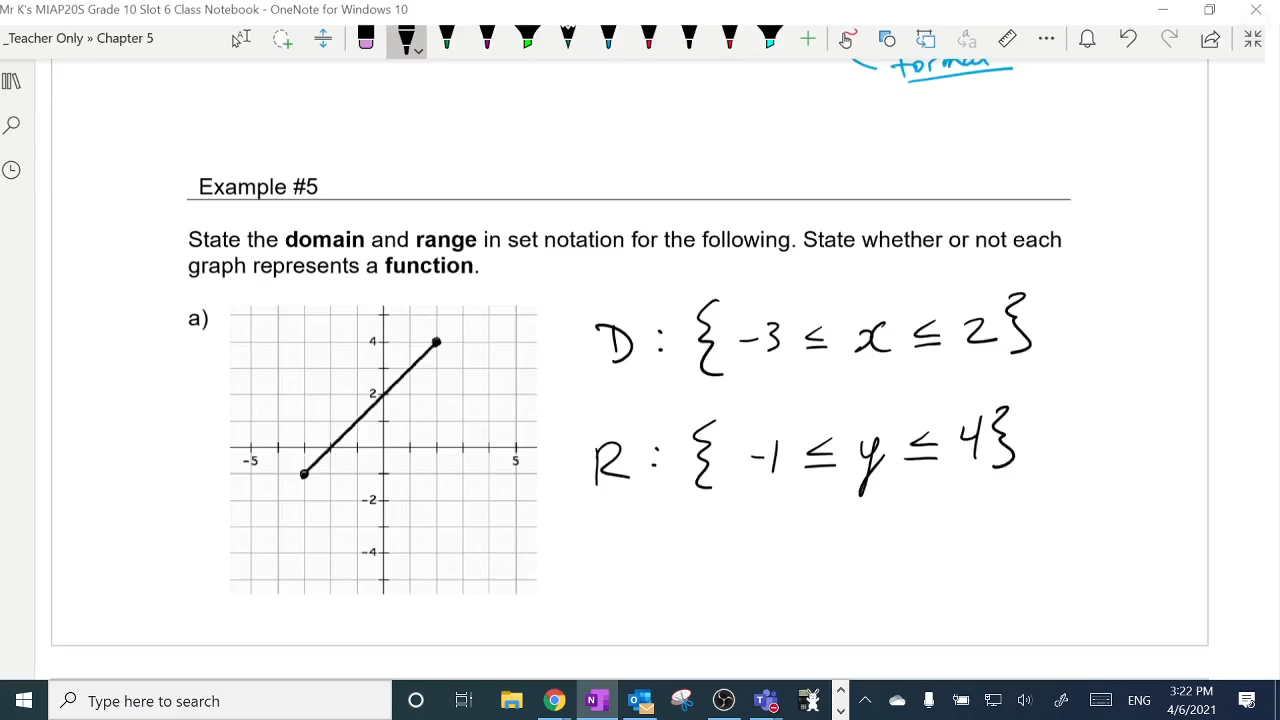 Mr K's MIAP20S Grade 10 Slot 6 Class Notebook - OneNote for Windows 10
_Teacher Only » Chapter 5
Example #5
State the domain and range in set notation for the following. State whether or not each
graph represents a function.
a)
4
2
-5
5
-2
-4
D : { -3 ≤ x ≤ 2 }
R : { -1 ≤ y ≤ 4 }
Type here to search
ENG
3:22 PM
4/6/2021